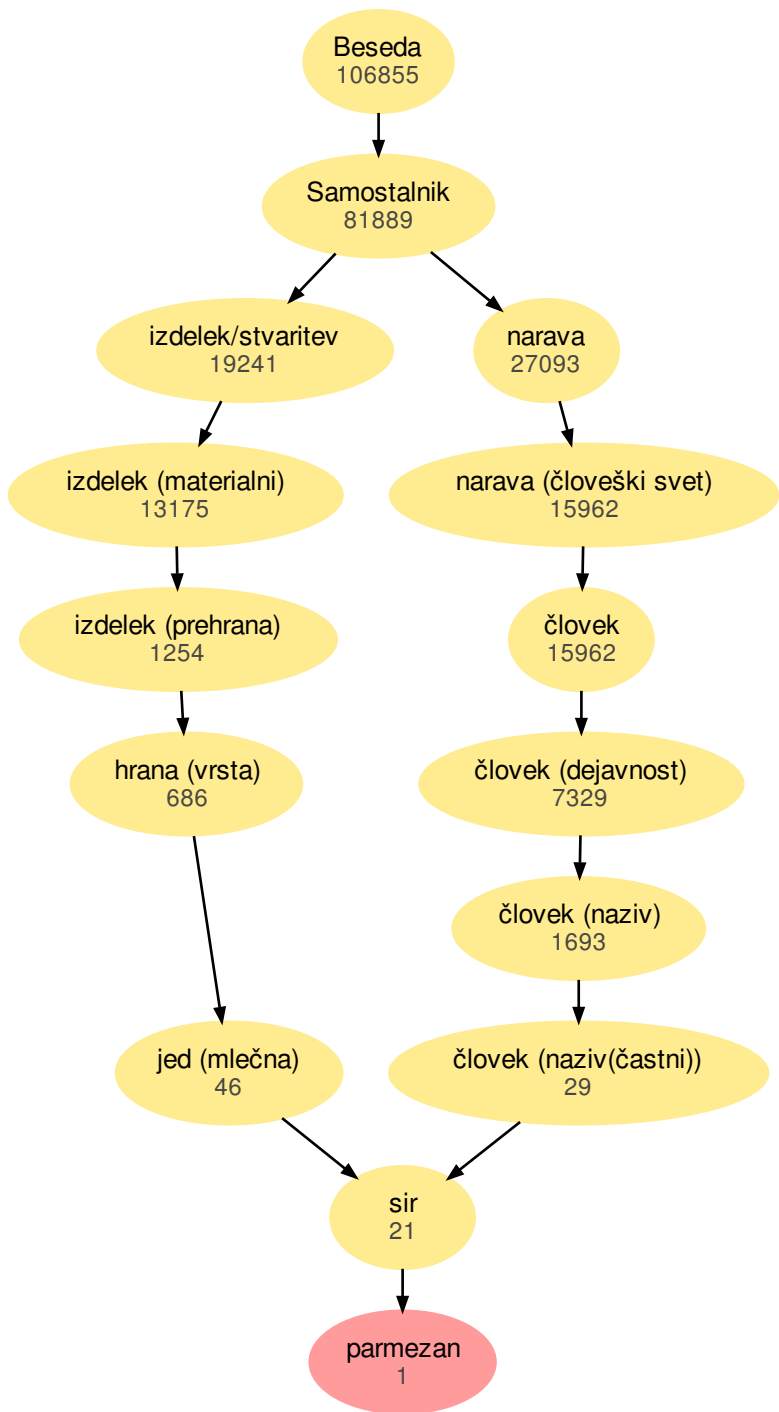 Beseda
106855
Samostalnik
81889
izdelek/stvaritev
19241
narava
27093
izdelek (materialni)
13175
narava (človeški svet)
15962
izdelek (prehrana)
1254
človek
15962
hrana (vrsta)
686
človek (dejavnost)
7329
človek (naziv)
1693
jed (mlečna)
46
človek (naziv(častni))
29
sir
21
parmezan
1